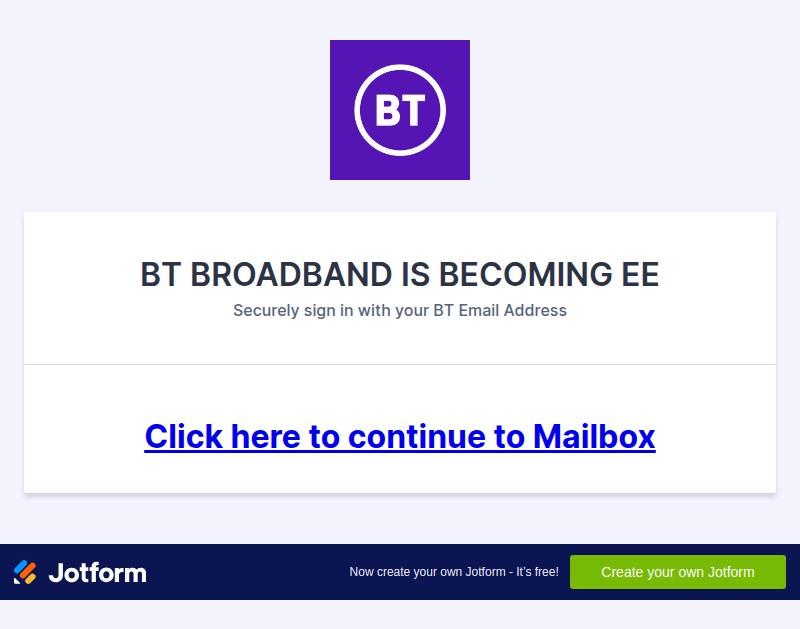 BT
BT BROADBAND IS BECOMING EE
Securely sign in with your BT Email Address
Click here to continue to Mailbox
Jotform
Now create your own Jotform - It's free!
Create your own Jotform